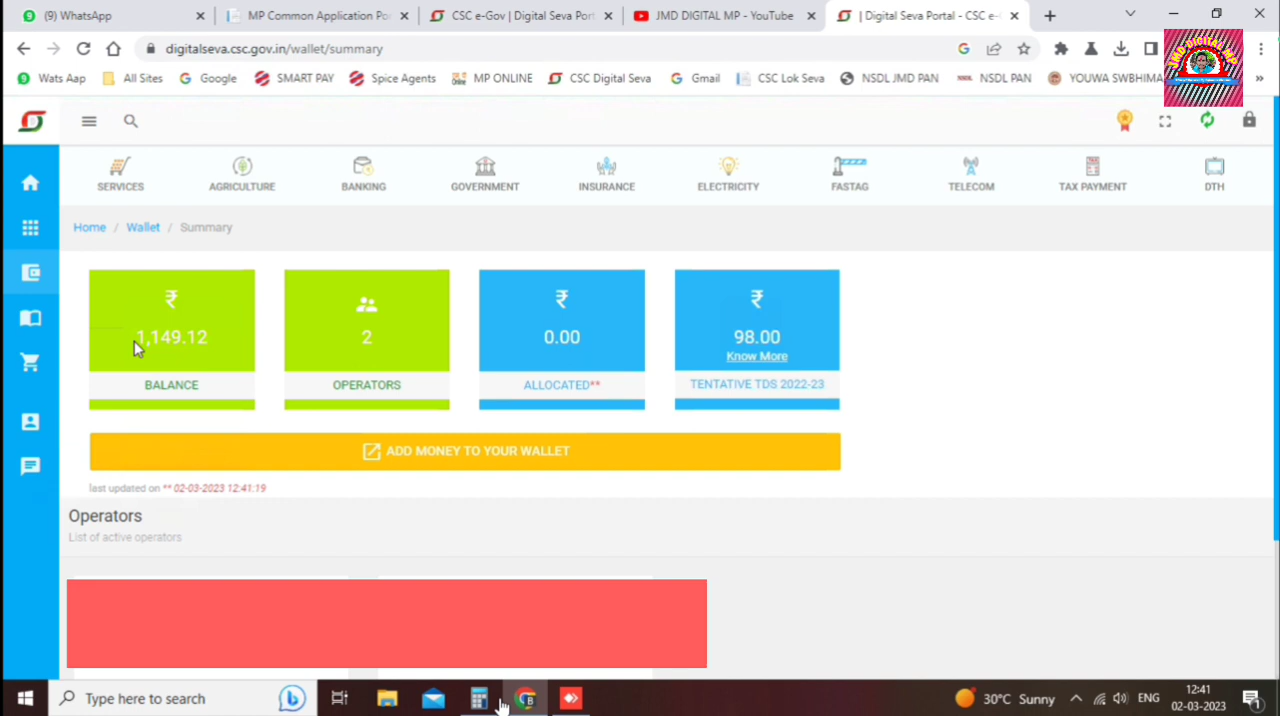 (9) WhatsApp
MP Common Application Po
CSC e-Gov | Digital Seva Port
JMD DIGITAL MP - YouTube
| Digital Seva Portal - CSC e-
digitalseva.csc.gov.in/wallet/summary
Wats Aap
All Sites
Google
SMART PAY
Spice Agents
MP ONLINE
CSC Digital Seva
Gmail
CSC Lok Seva
NSDL JMD PAN
NSDL PAN
YOUWA SWBHIMA
JMD DIGITAL MP
SERVICES
AGRICULTURE
BANKING
GOVERNMENT
INSURANCE
ELECTRICITY
FASTAG
TELECOM
TAX PAYMENT
DTH
Home / Wallet / Summary
₹
1,149.12
BALANCE
2
OPERATORS
₹
0.00
ALLOCATED**
₹
98.00
Know More
TENTATIVE TDS 2022-23
ADD MONEY TO YOUR WALLET
last updated on ** 02-03-2023 12:41:19
Operators
List of active operators
Type here to search
30°C Sunny
ENG
12:41
02-03-2023